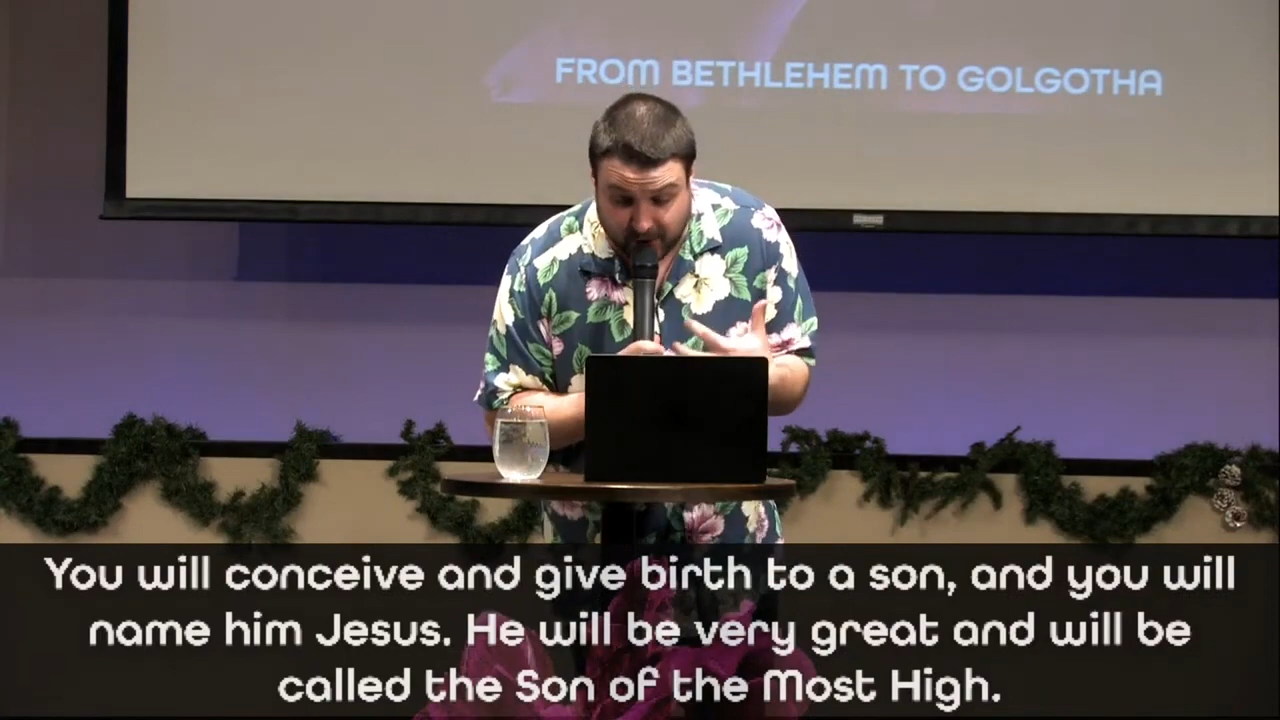 FROM BETHLEHEM TO GOLGOTHA
You will conceive and give birth to a son, and you will
name him Jesus. He will be very great and will be
called the Son of the Most High.